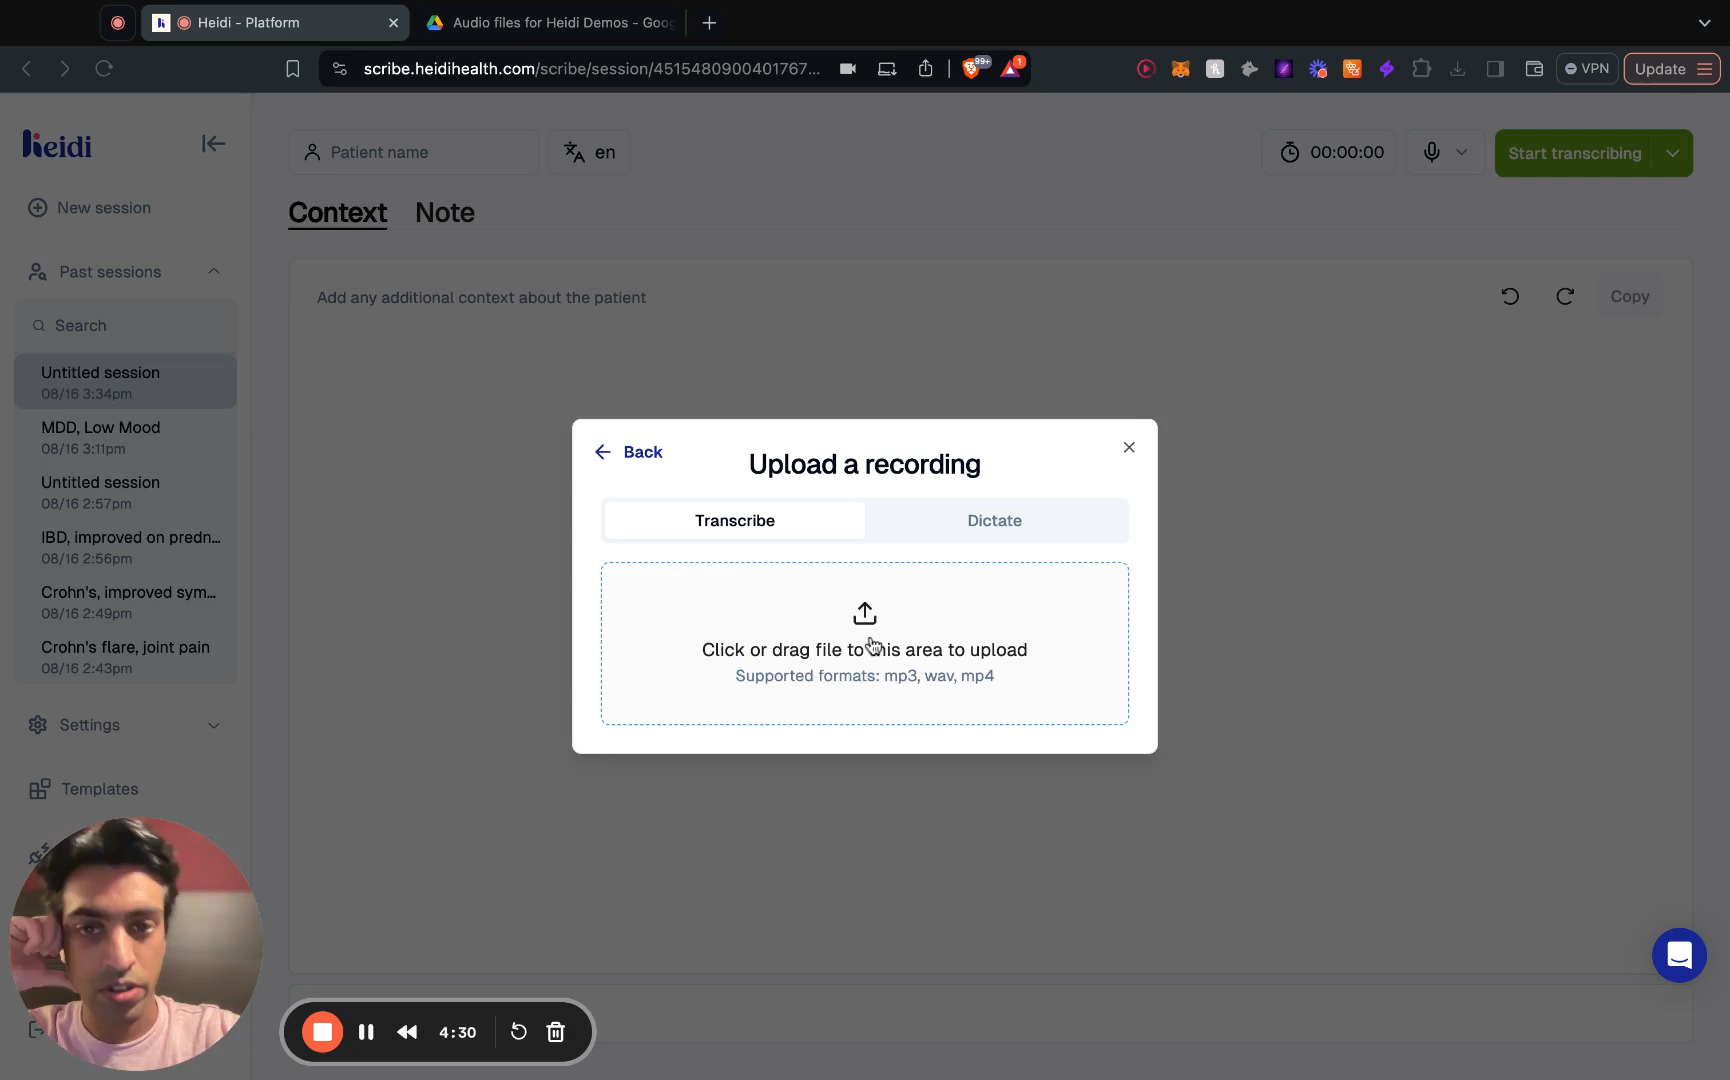 Heidi - Platform
Audio files for Heidi Demos - Goo
scribe.heidihealth.com/scribe/session/4515480900401767...
99+
1
VPN
Update
Heidi
Patient name
en
00:00:00
Start transcribing
New session
Context
Note
Past sessions
Add any additional context about the patient
Copy
Search
Untitled session
08/16 3:34pm
MDD, Low Mood
08/16 3:11pm
Untitled session
08/16 2:57pm
IBD, improved on predn...
08/16 2:56pm
Crohn's, improved sym...
08/16 2:49pm
Crohn's flare, joint pain
08/16 2:43pm
Settings
Templates
Back
Upload a recording
Transcribe
Dictate
Click or drag file to this area to upload
Supported formats: mp3, wav, mp4
4:30